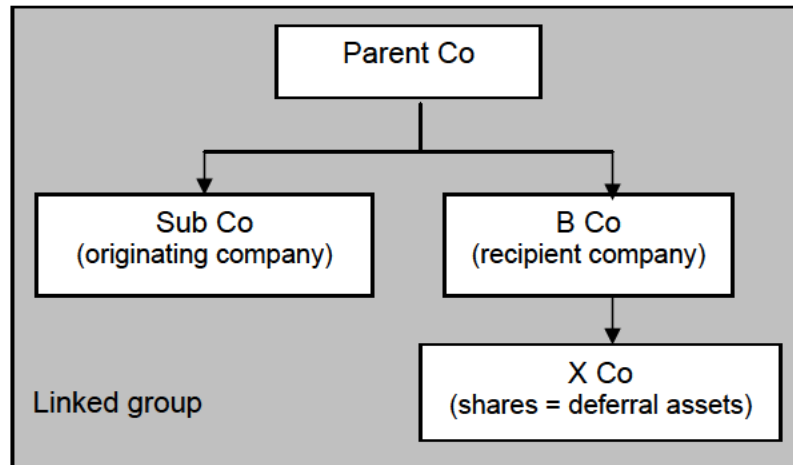 Parent Co
Sub Co
(originating company)
B Co
(recipient company)
X Co
(shares = deferral assets)
Linked group